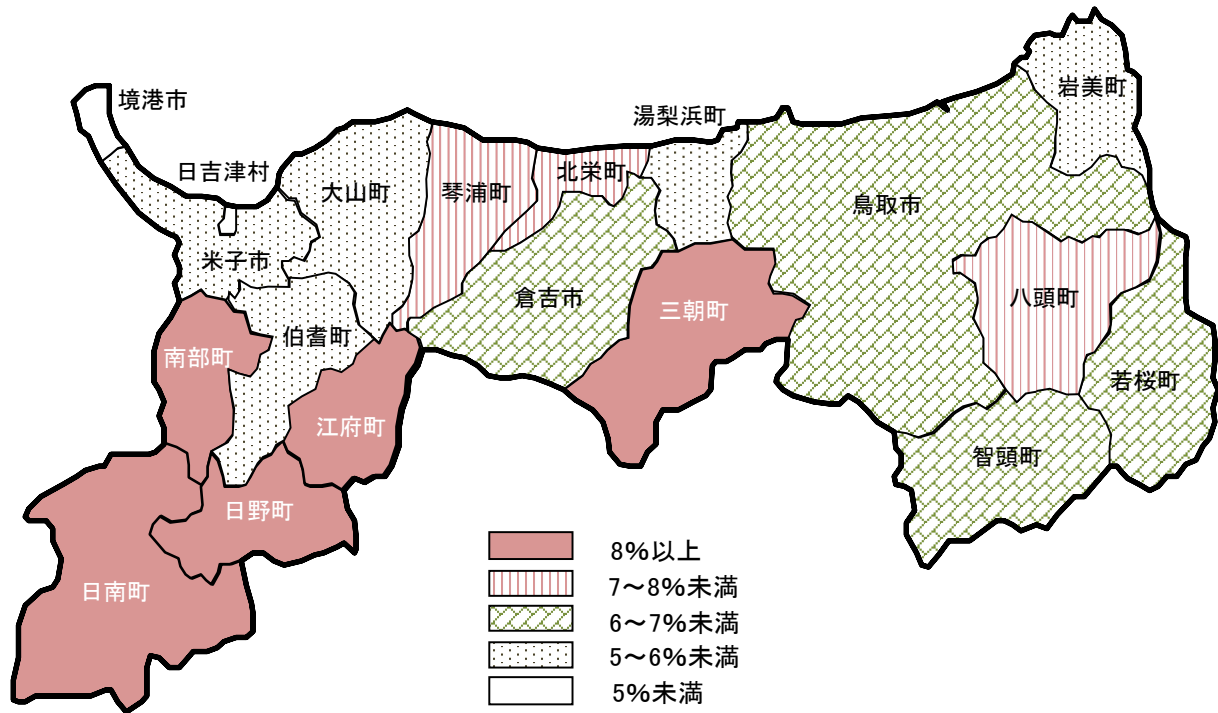 境港市
岩美町
湯梨浜町
日吉津村
大山町
琴浦町
北栄町
鳥取市
米子市
倉吉市
三朝町
八頭町
伯耆町
南部町
若桜町
江府町
智頭町
日野町
日南町
8%以上
7～8%未満
6～7%未満
5～6%未満
5%未満